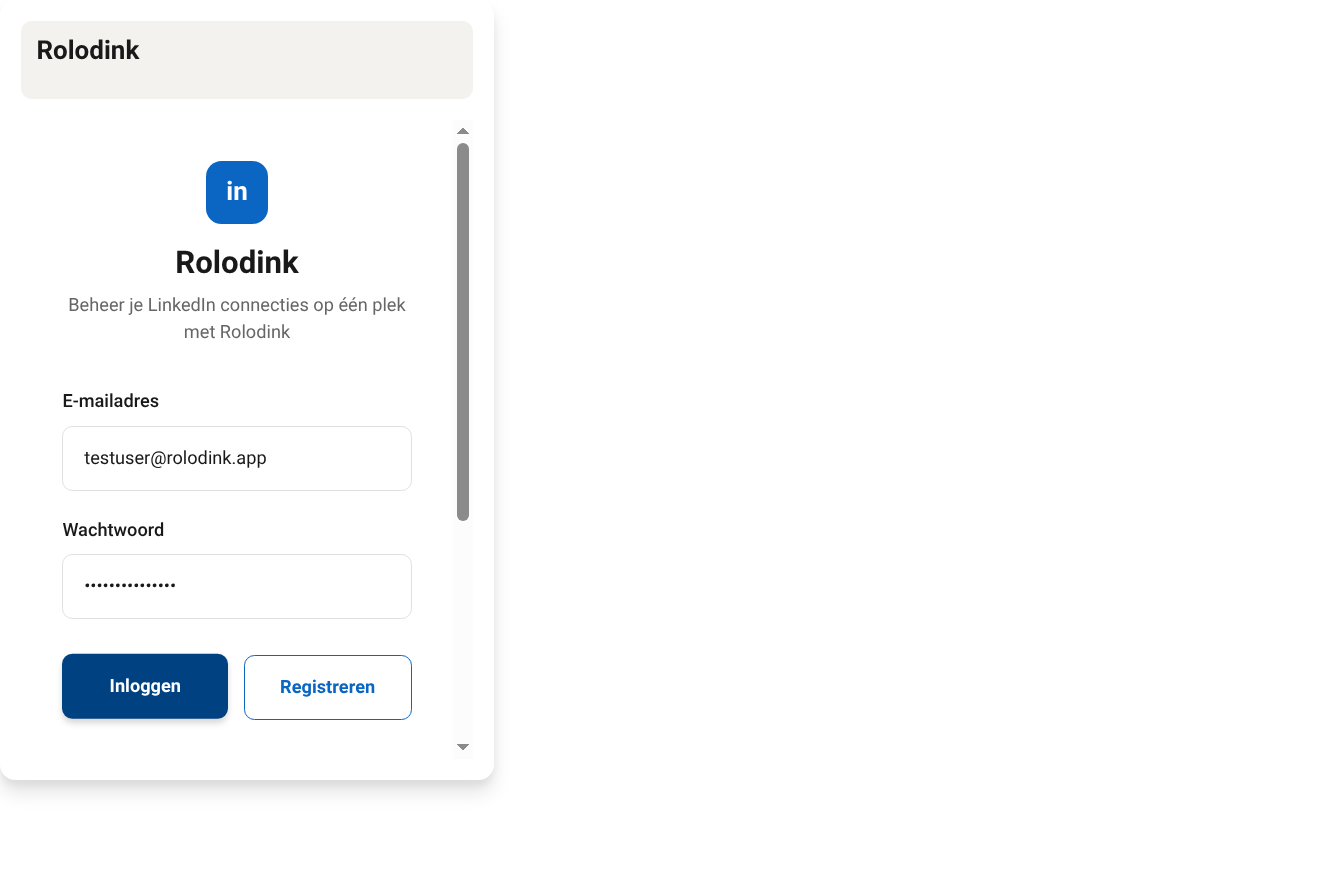 Rolodink
in
Rolodink
Beheer je LinkedIn connecties op één plek
met Rolodink
E-mailadres
testuser@rolodink.app
Wachtwoord
•••••••••••••••
Inloggen
Registreren